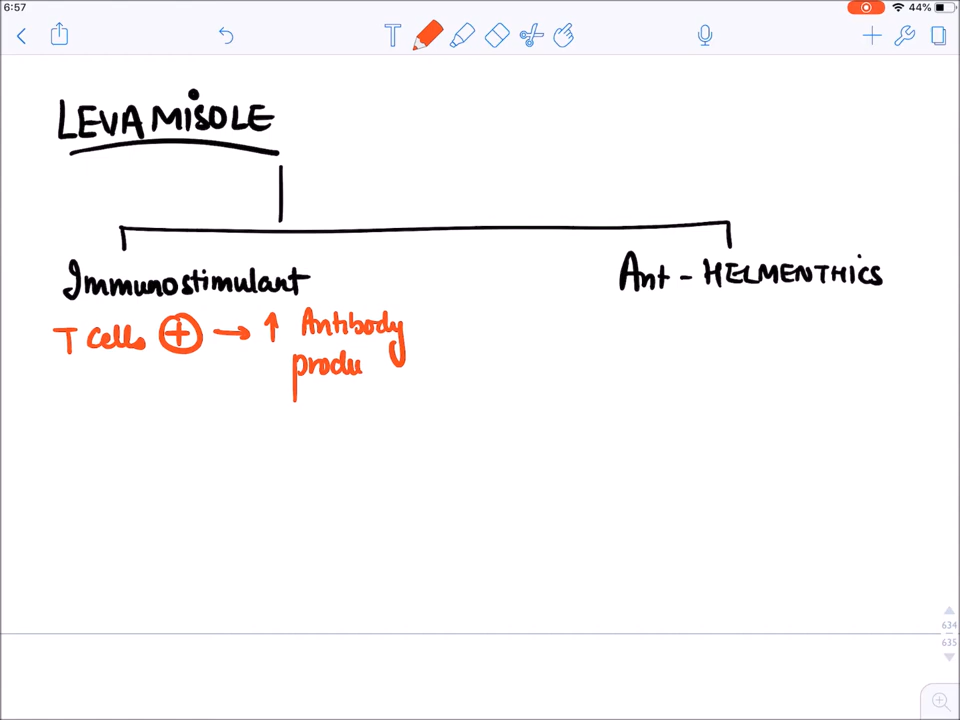 6:57
44%
T
LEVAMISOLE
Immunostimulant
Ant - HELMENTHICS
T cells + → ↑ Antibody
produ
634
635